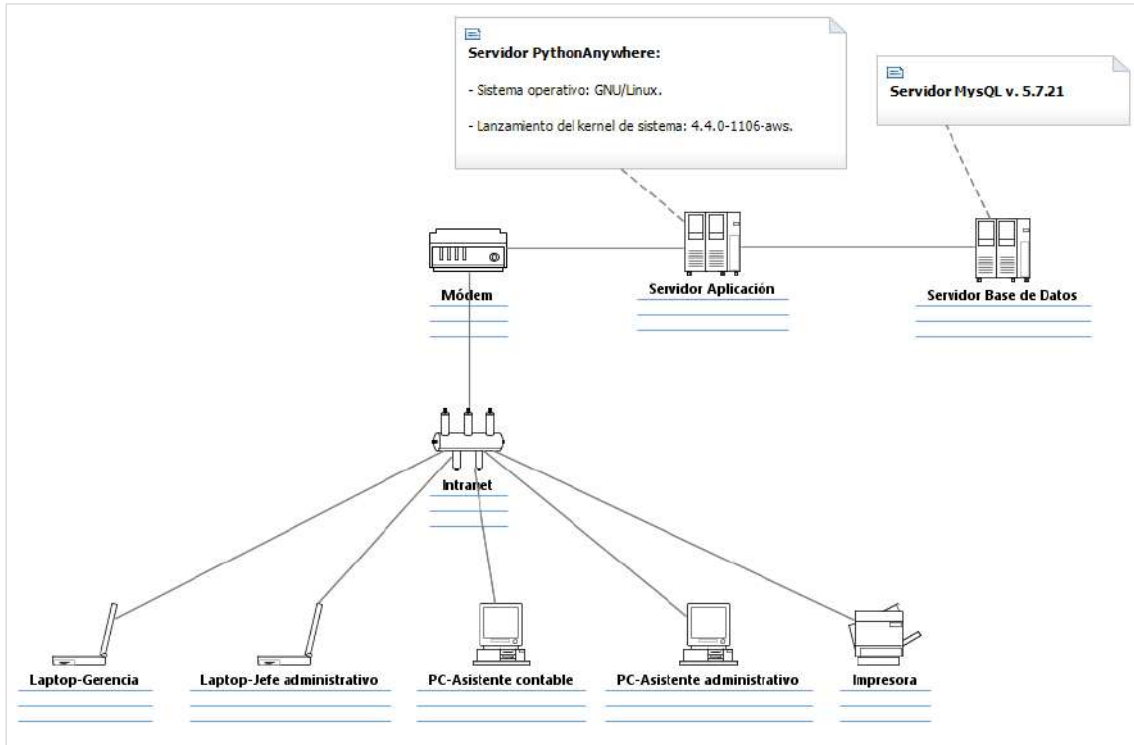 Servidor PythonAnywhere:
- Sistema operativo: GNU/Linux.
- Lanzamiento del kernel de sistema: 4.4.0-1106-aws.
Servidor MysQL v. 5.7.21
Módem
Servidor Aplicación
Servidor Base de Datos
Intranet
Laptop-Gerencia
Laptop-Jefe administrativo
PC-Asistente contable
PC-Asistente administrativo
Impresora